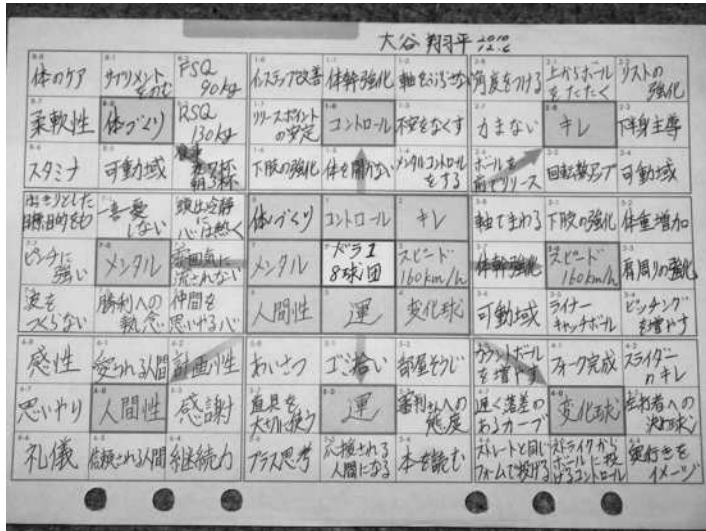 大谷翔平 2010
12.6
体のケア
サプリメント
をのむ
FSQ
90kg
柔軟性
体づくり
RSQ
130kg
スタミナ
可動域
夜3杯
朝3杯
インステップ改善
体幹強化
軸をぶらさない
リリースポイント
の安定
コントロール
不安をなくす
下肢の強化
体を開かない
メンタルコントロール
をする
角度をつける
上からボール
をたたく
リストの
強化
力まない
キレ
下半身主導
ボールを
前でリリース
回転数アップ
可動域
はっきりとした
目標目的をもつ
一喜一憂
しない
頭は冷静
に
心は熱く
ピンチに
強い
メンタル
雰囲気に
流されない
波を
つくらない
勝利への
執念
仲間を
思いやる心
体づくり
コントロール
キレ
メンタル
ドラ1
8球団
スピード
160km/h
人間性
運
変化球
軸でまわる
下肢の強化
体重増加
体幹強化
スピード
160km/h
肩周りの強化
可動域
ライナー
キャッチボール
ピッチング
を増やす
感性
愛される人間
計画性
思いやり
人間性
感謝
礼儀
信頼される人間
継続力
あいさつ
ゴミ拾い
部屋そうじ
道具を
大切に使う
運
審判さんへの
態度
プラス思考
応援される
人間になる
本を読む
カウントボール
を増やす
フォーク完成
スライダー
のキレ
遅く落差の
あるカーブ
変化球
左打者への
決め球
ストレートと同じ
フォームで投げる
ストライクから
ボールに投
げるコントロール
奥行きを
イメージ